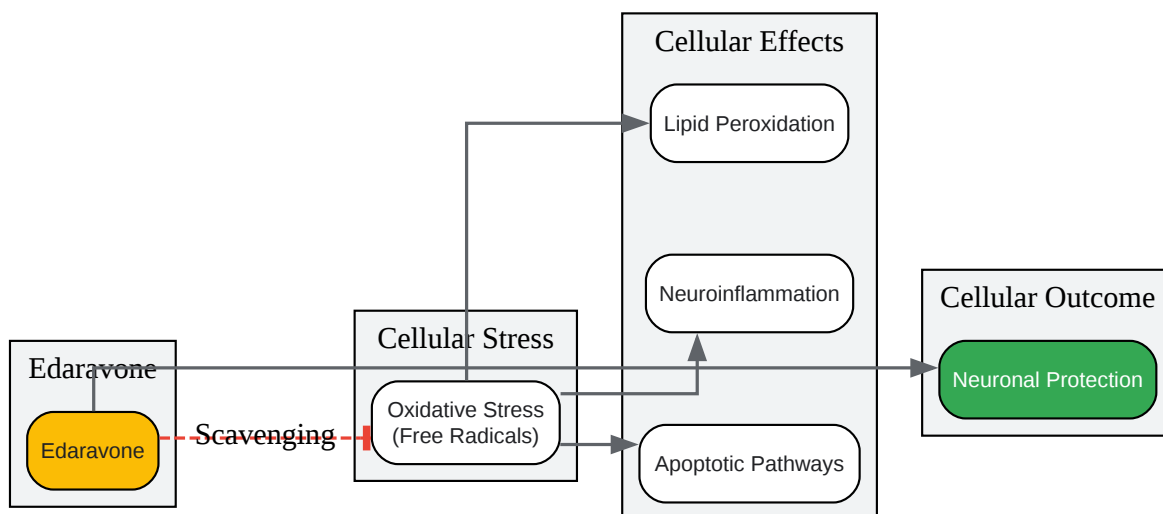 Cellular Effects
Lipid Peroxidation
Neuroinflammation
Cellular Outcome
Cellular Stress
Edaravone
Neuronal Protection
Oxidative Stress
(Free Radicals)
Scavenging
Edaravone
Apoptotic Pathways